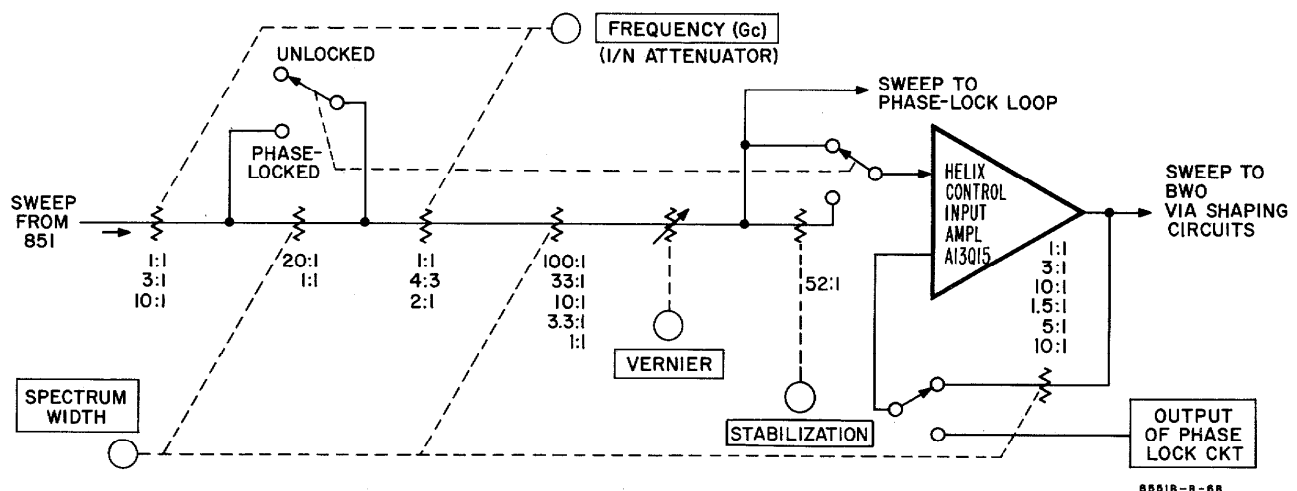 FREQUENCY (Gc)
(I/N ATTENUATOR)
UNLOCKED
PHASE-
LOCKED
SWEEP TO
PHASE-LOCK LOOP
SWEEP
FROM
851
1:1
3:1
10:1
20:1
1:1
1:1
4:3
2:1
100:1
33:1
10:1
3.3:1
1:1
VERNIER
52:1
STABILIZATION
HELIX
CONTROL
INPUT
AMPL
A13Q15
SWEEP TO
BWO
VIA SHAPING
CIRCUITS
1:1
3:1
10:1
1.5:1
5:1
10:1
SPECTRUM
WIDTH
OUTPUT
OF PHASE
LOCK CKT
8551B-B-68